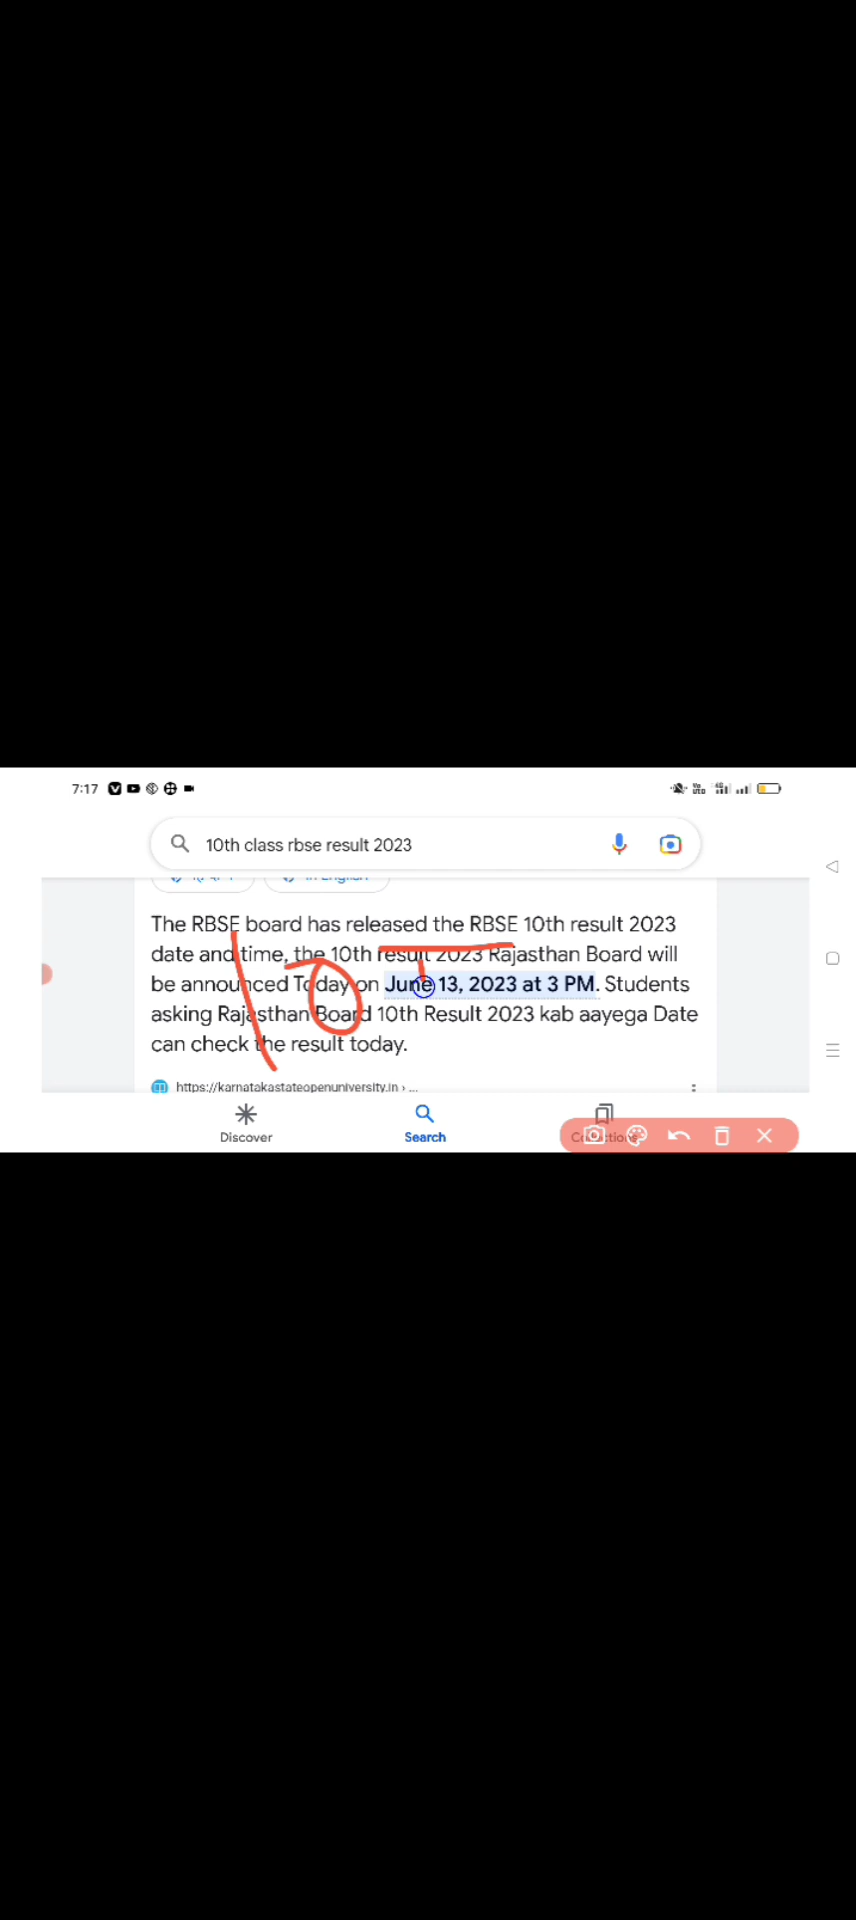 7:17
10th class rbse result 2023
In English
The RBSE board has released the RBSE 10th result 2023
date and time, the 10th result 2023 Rajasthan Board will
be announced Today on June 13, 2023 at 3 PM. Students
asking Rajasthan Board 10th Result 2023 kab aayega Date
can check the result today.
https://karnatakastateopenuniversity.in › ...
Discover
Search
Collections